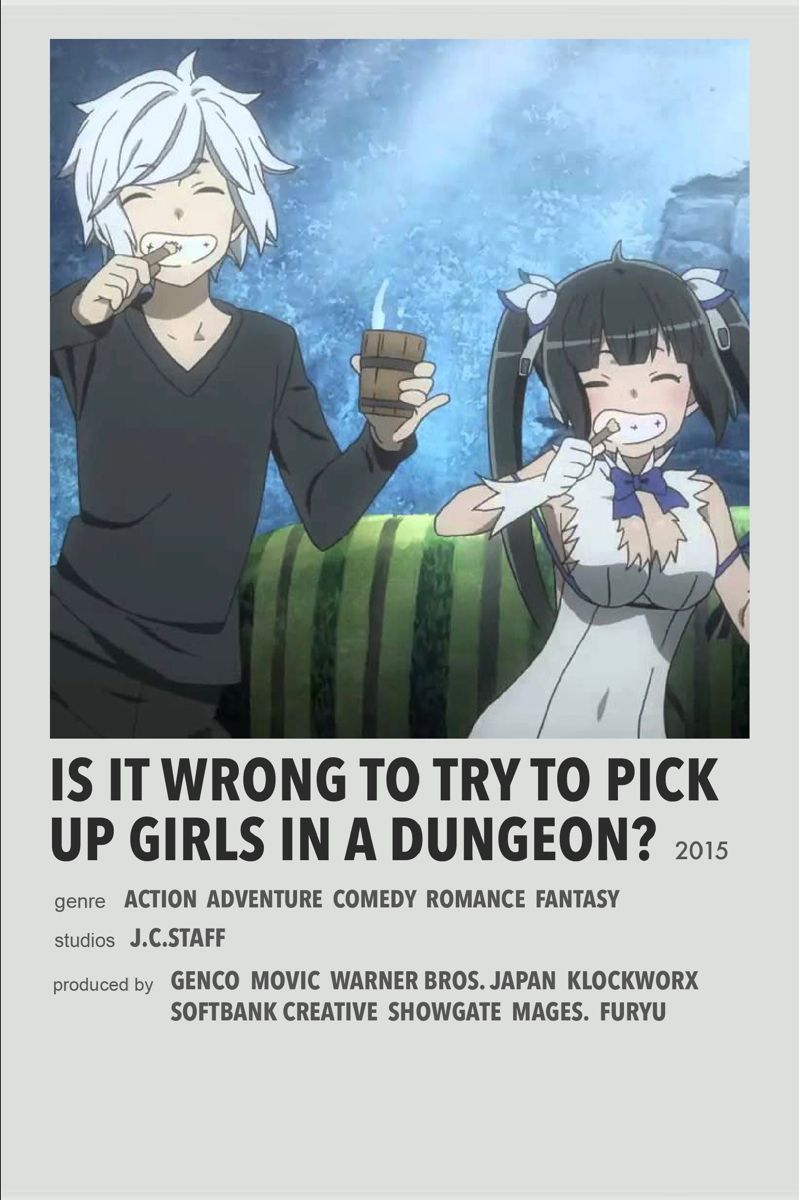 IS IT WRONG TO TRY TO PICK
UP GIRLS IN A DUNGEON? 2015
genre ACTION ADVENTURE COMEDY ROMANCE FANTASY
studios J.C.STAFF
produced by GENCO MOVIC WARNER BROS. JAPAN KLOCKWORX
SOFTBANK CREATIVE SHOWGATE MAGES. FURYU